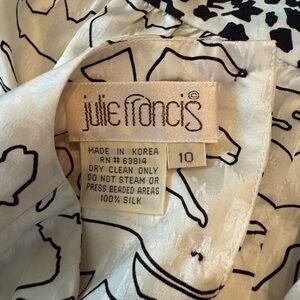 julie francis ©
MADE IN KOREA
RN # 63814
DRY CLEAN ONLY
DO NOT STEAM OR
PRESS BEADED AREAS
100% SILK
10